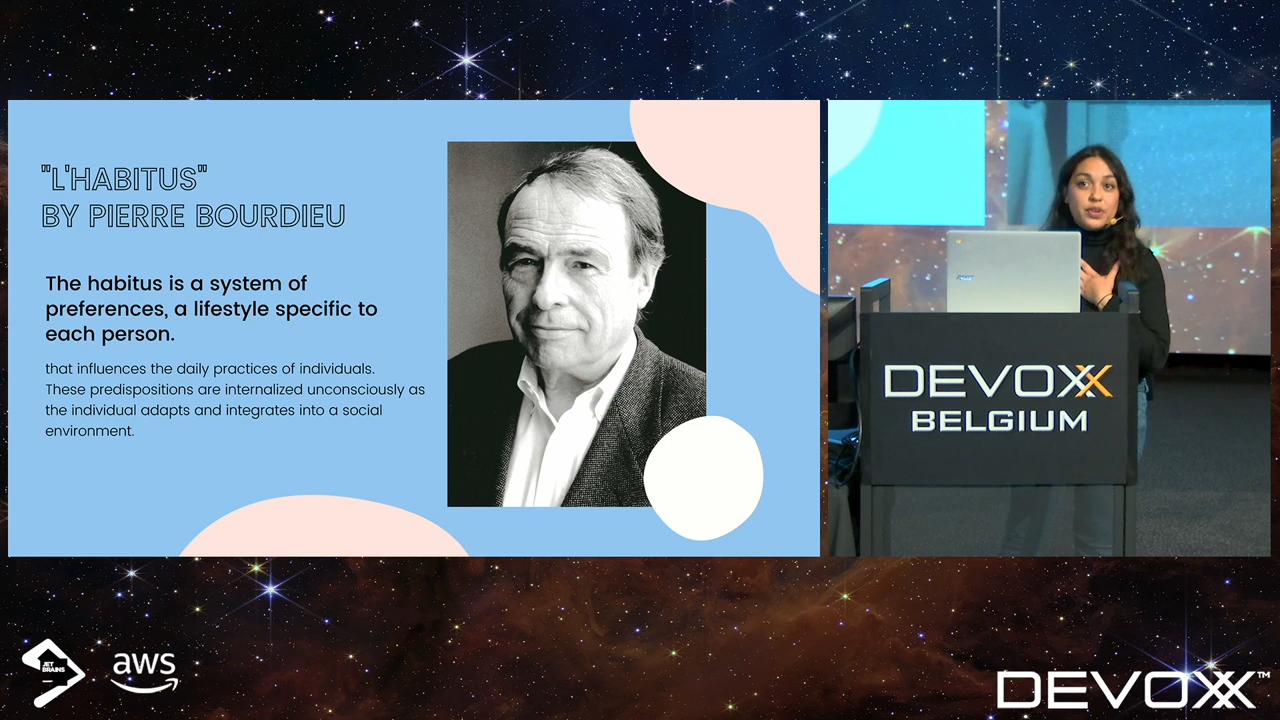 "L'HABITUS"
BY PIERRE BOURDIEU
The habitus is a system of
preferences, a lifestyle specific to
each person.
that influences the daily practices of individuals.
These predispositions are internalized unconsciously as
the individual adapts and integrates into a social
environment.
DEVOXX
BELGIUM
JET
BRAINS
aws
DEVOXX™